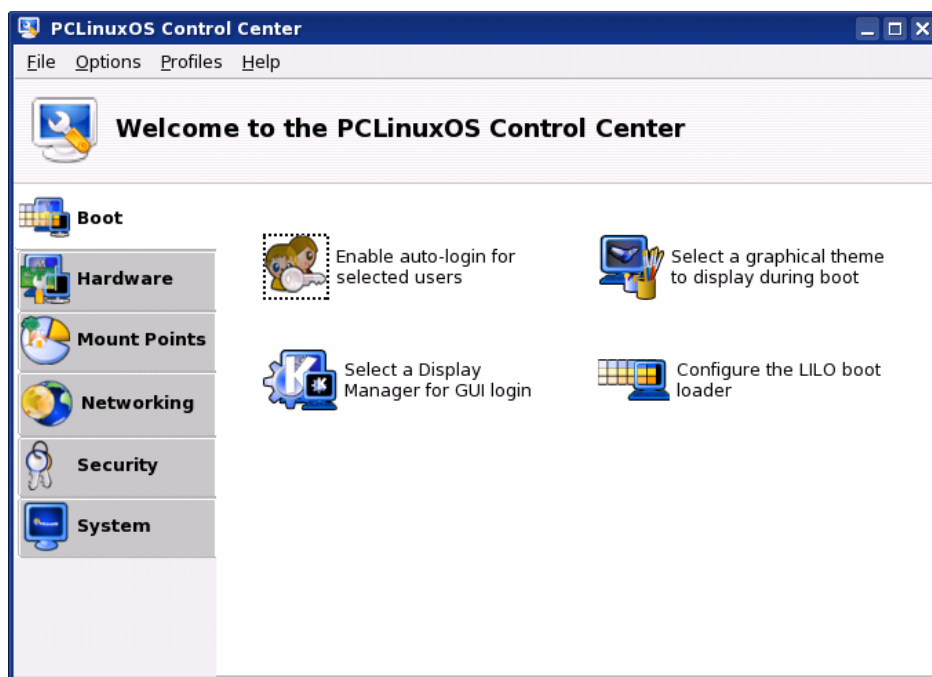 PCLinuxOS Control Center
File Options Profiles Help
Welcome to the PCLinuxOS Control Center
Boot
Hardware
Mount Points
Networking
Security
System
Enable auto-login for
selected users
Select a graphical theme
to display during boot
Select a Display
Manager for GUI login
Configure the LILO boot
loader